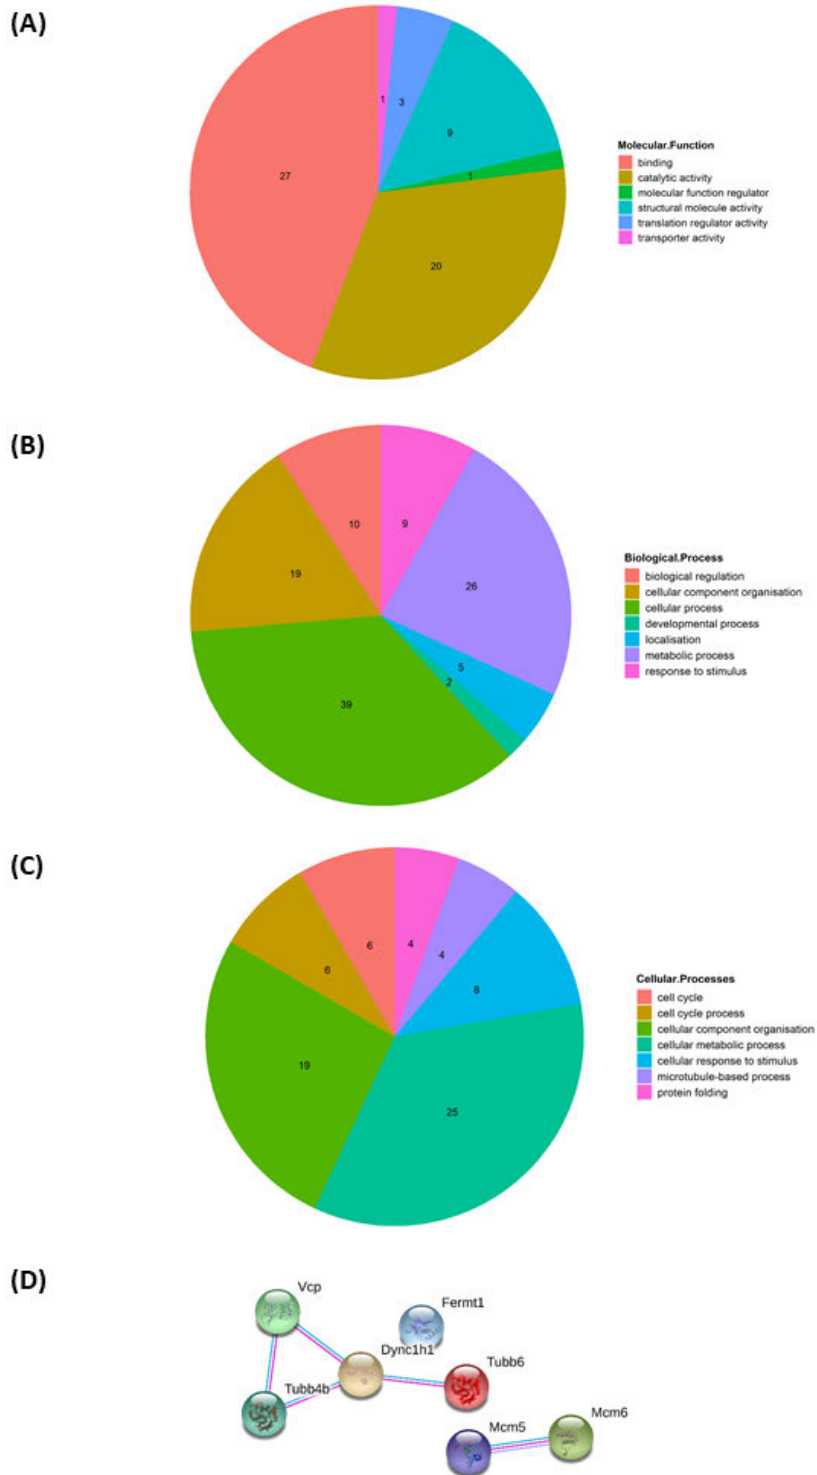 (A)
1
3
9
27
1
20
Molecular.Function
binding
catalytic activity
molecular function regulator
structural molecule activity
translation regulator activity
transporter activity
(B)
10
9
19
26
5
2
39
Biological.Process
biological regulation
cellular component organisation
cellular process
developmental process
localisation
metabolic process
response to stimulus
(C)
6
4
4
6
8
19
25
Cellular.Processes
cell cycle
cell cycle process
cellular component organisation
cellular metabolic process
cellular response to stimulus
microtubule-based process
protein folding
(D)
Vcp
Fermt1
Dync1h1
Tubb6
Tubb4b
Mcm5
Mcm6